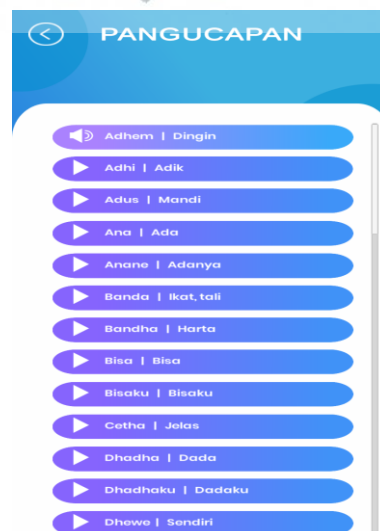 PANGUCAPAN
Adhem | Dingin
Adhi | Adik
Adus | Mandi
Ana | Ada
Anane | Adanya
Banda | Ikat, tali
Bandha | Harta
Bisa | Bisa
Bisaku | Bisaku
Cetha | Jelas
Dhadha | Dada
Dhadhaku | Dadaku
Dhewe | Sendiri